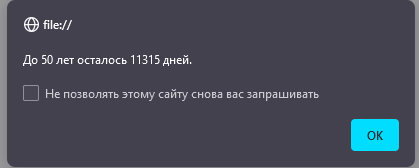 file://
До 50 лет осталось 11315 дней.
Не позволять этому сайту снова вас запрашивать
OK